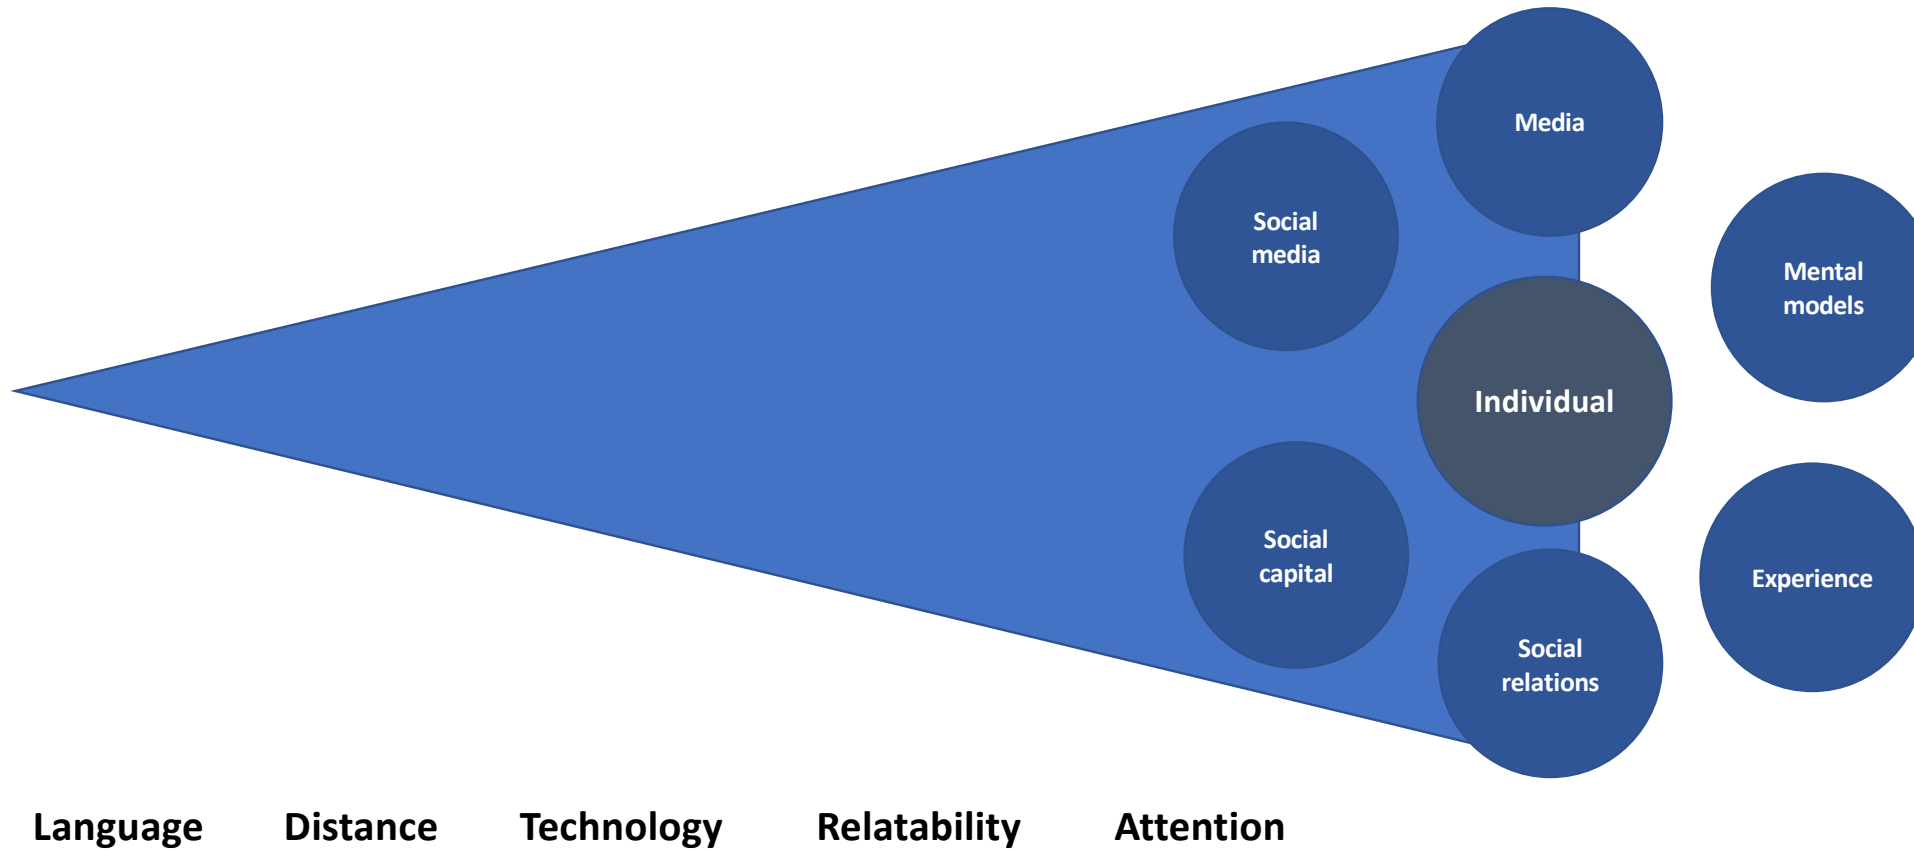 Media
Social
media
Mental
models
Individual
Social
capital
Experience
Social
relations
Language Distance Technology Relatability Attention